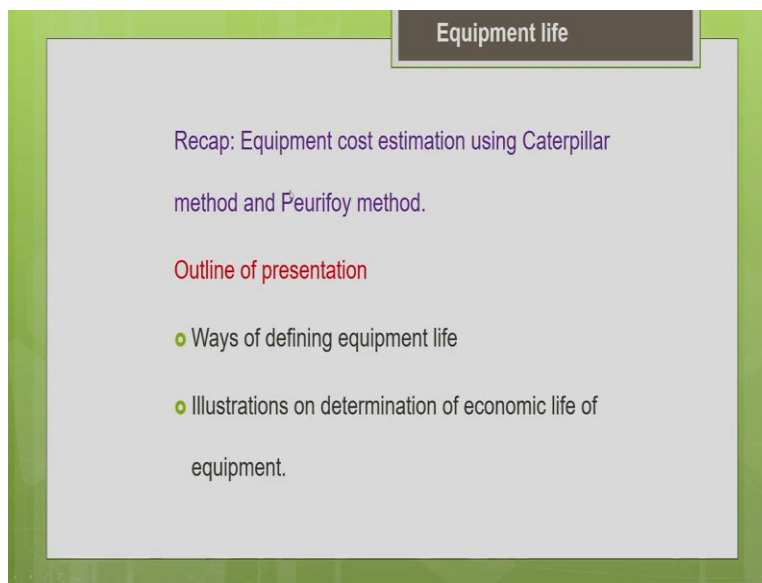 Equipment life
Recap: Equipment cost estimation using Caterpillar
method and Peurifoy method.
Outline of presentation
Ways of defining equipment life
Illustrations on determination of economic life of
equipment.